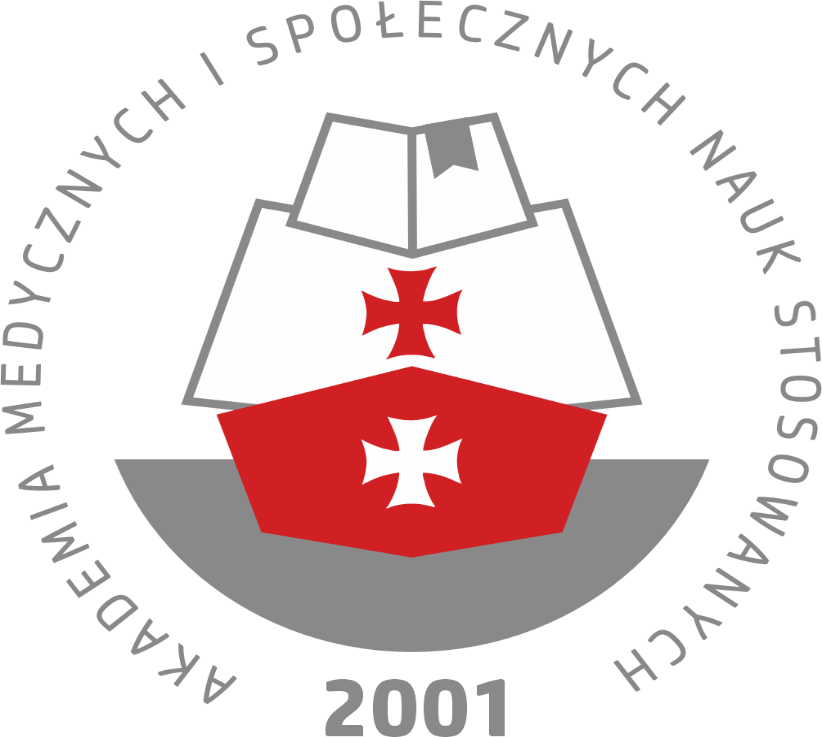 AKADEMIA MEDYCZNYCH I SPOŁECZNYCH NAUK STOSOWANYCH
2001